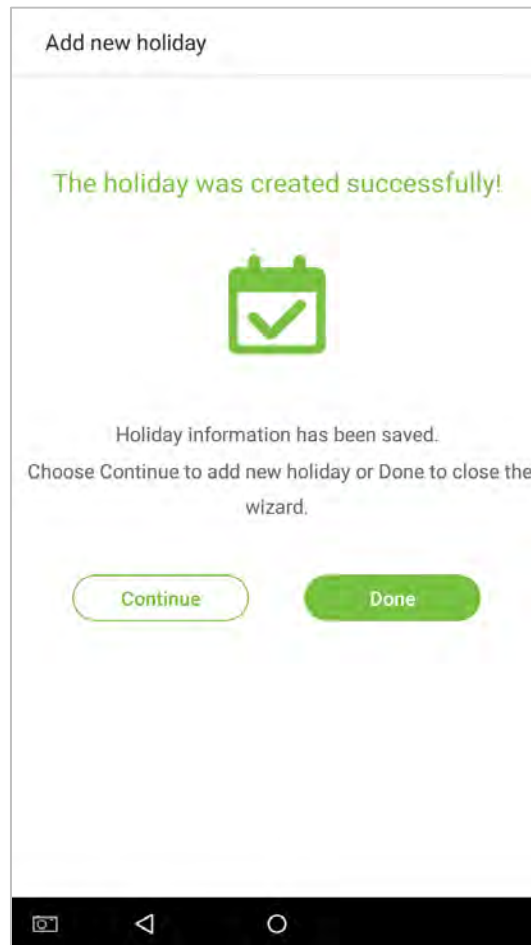 Add new holiday
The holiday was created successfully!
Holiday information has been saved.
Choose Continue to add new holiday or Done to close the
wizard.
Continue Done